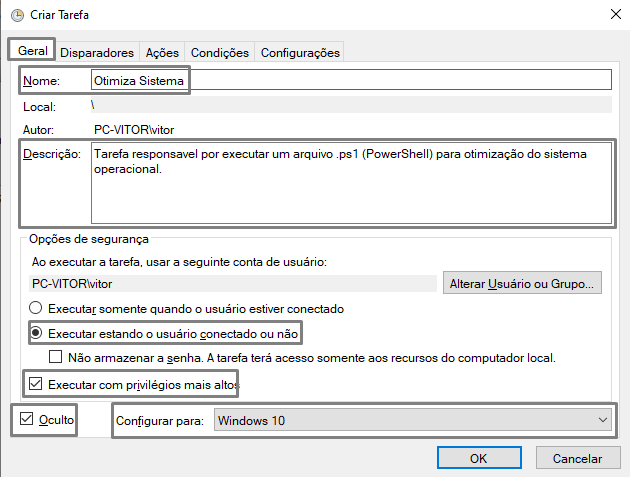 Criar Tarefa
Geral Disparadores Ações Condições Configurações
Nome: Otimiza Sistema
Local: \
Autor: PC-VITOR\vitor
Descrição: Tarefa responsavel por executar um arquivo .ps1 (PowerShell) para otimização do sistema
operacional.
Opções de segurança
Ao executar a tarefa, usar a seguinte conta de usuário:
PC-VITOR\vitor Alterar Usuário ou Grupo...
Executar somente quando o usuário estiver conectado
Executar estando o usuário conectado ou não
Não armazenar a senha. A tarefa terá acesso somente aos recursos do computador local.
Executar com privilégios mais altos
Oculto Configurar para: Windows 10
OK Cancelar